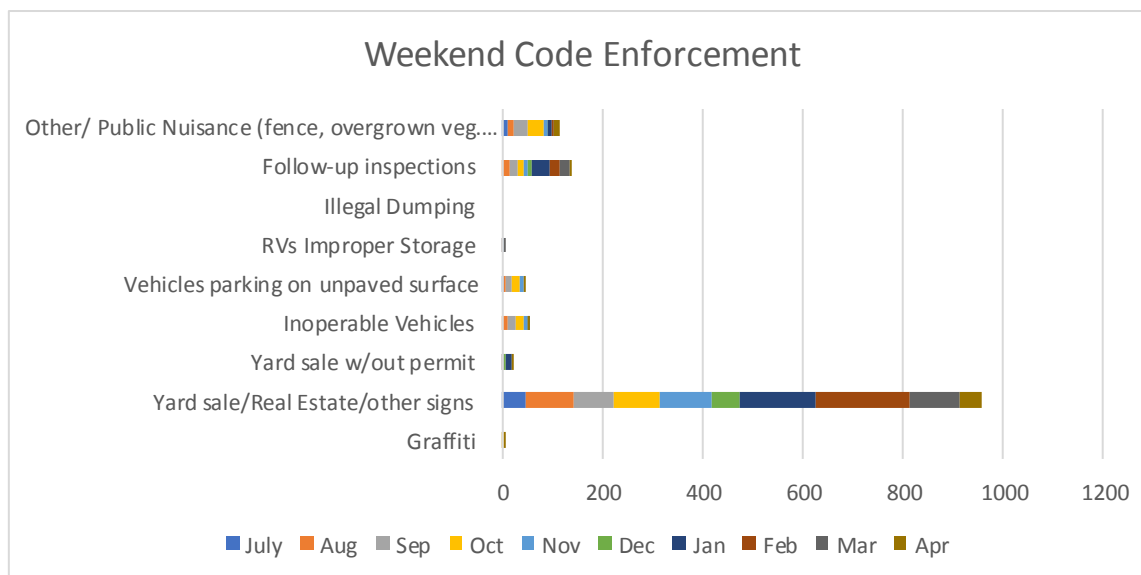 Weekend Code Enforcement
Other/ Public Nuisance (fence, overgrown veg....
Follow-up inspections
Illegal Dumping
RVs Improper Storage
Vehicles parking on unpaved surface
Inoperable Vehicles
Yard sale w/out permit
Yard sale/Real Estate/other signs
Graffiti
0 200 400 600 800 1000 1200
July Aug Sep Oct Nov Dec Jan Feb Mar Apr